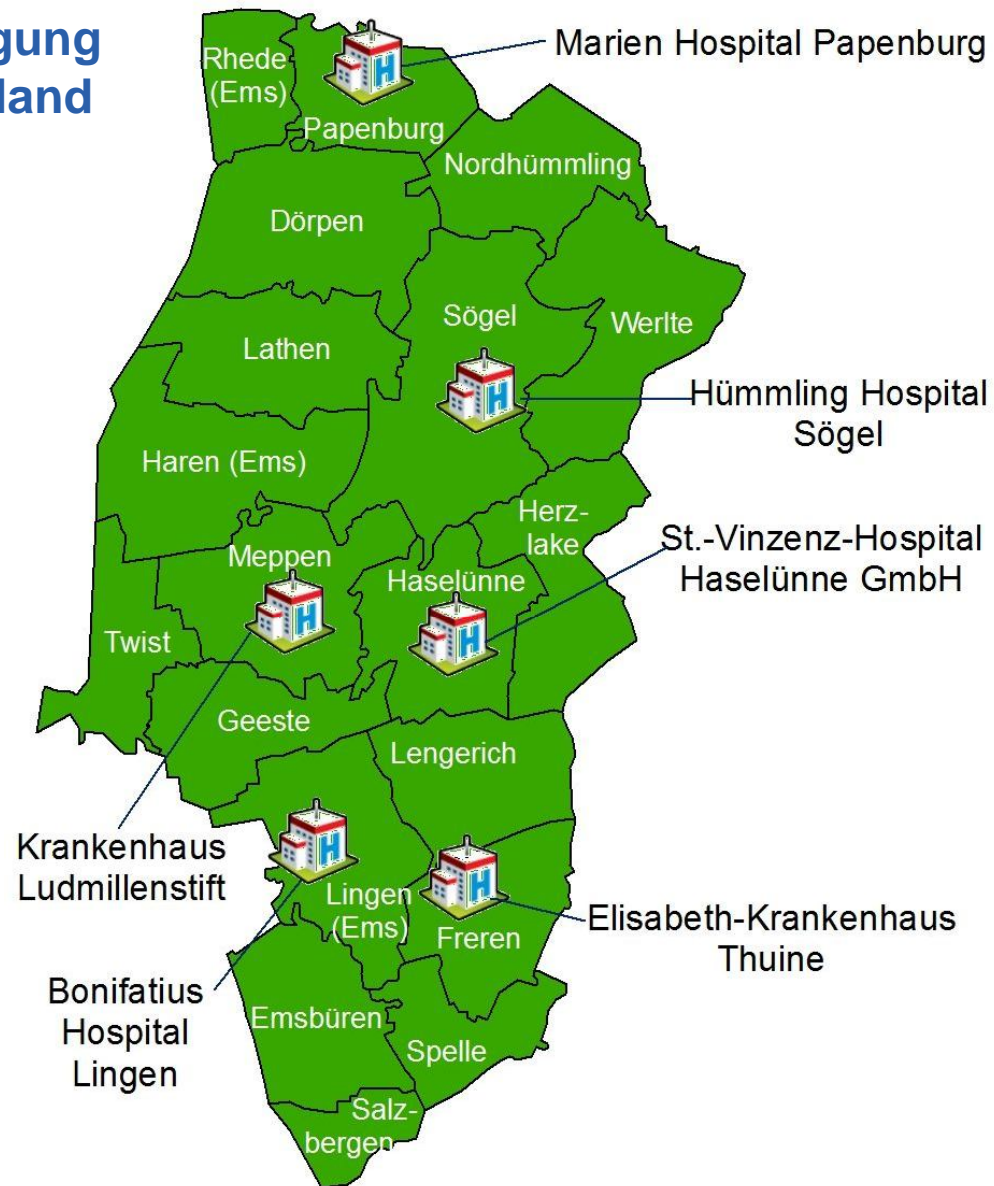 gung
land
Marien Hospital Papenburg
Rhede
(Ems)
Papenburg
Nordhümmling
Dörpen
Sögel
Werlte
Lathen
Hümmling Hospital
Sögel
Haren (Ems)
Herz-
lake
St.-Vinzenz-Hospital
Haselünne GmbH
Meppen
Haselünne
Twist
Geeste
Lengerich
Krankenhaus
Ludmillenstift
Lingen
(Ems)
Freren
Elisabeth-Krankenhaus
Thuine
Bonifatius
Hospital
Lingen
Emsbüren
Spelle
Salz-
bergen
H
H
H
H
H
H